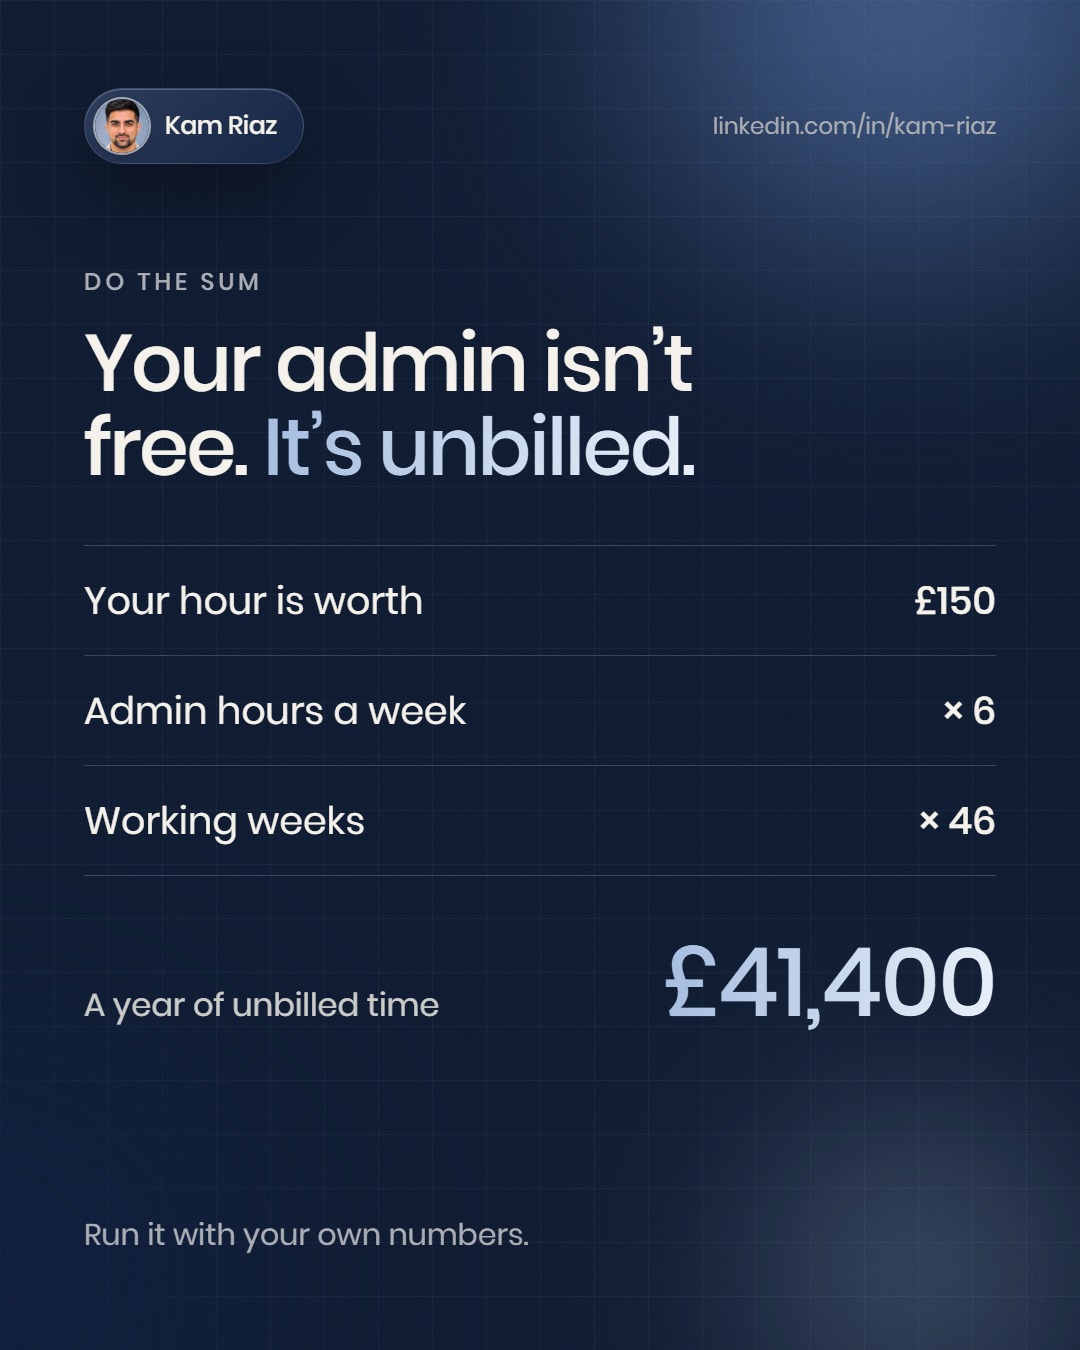 Kam Riaz
linkedin.com/in/kam-riaz
DO THE SUM
Your admin isn’t
free. It’s unbilled.
Your hour is worth £150
Admin hours a week × 6
Working weeks × 46
A year of unbilled time £41,400
Run it with your own numbers.